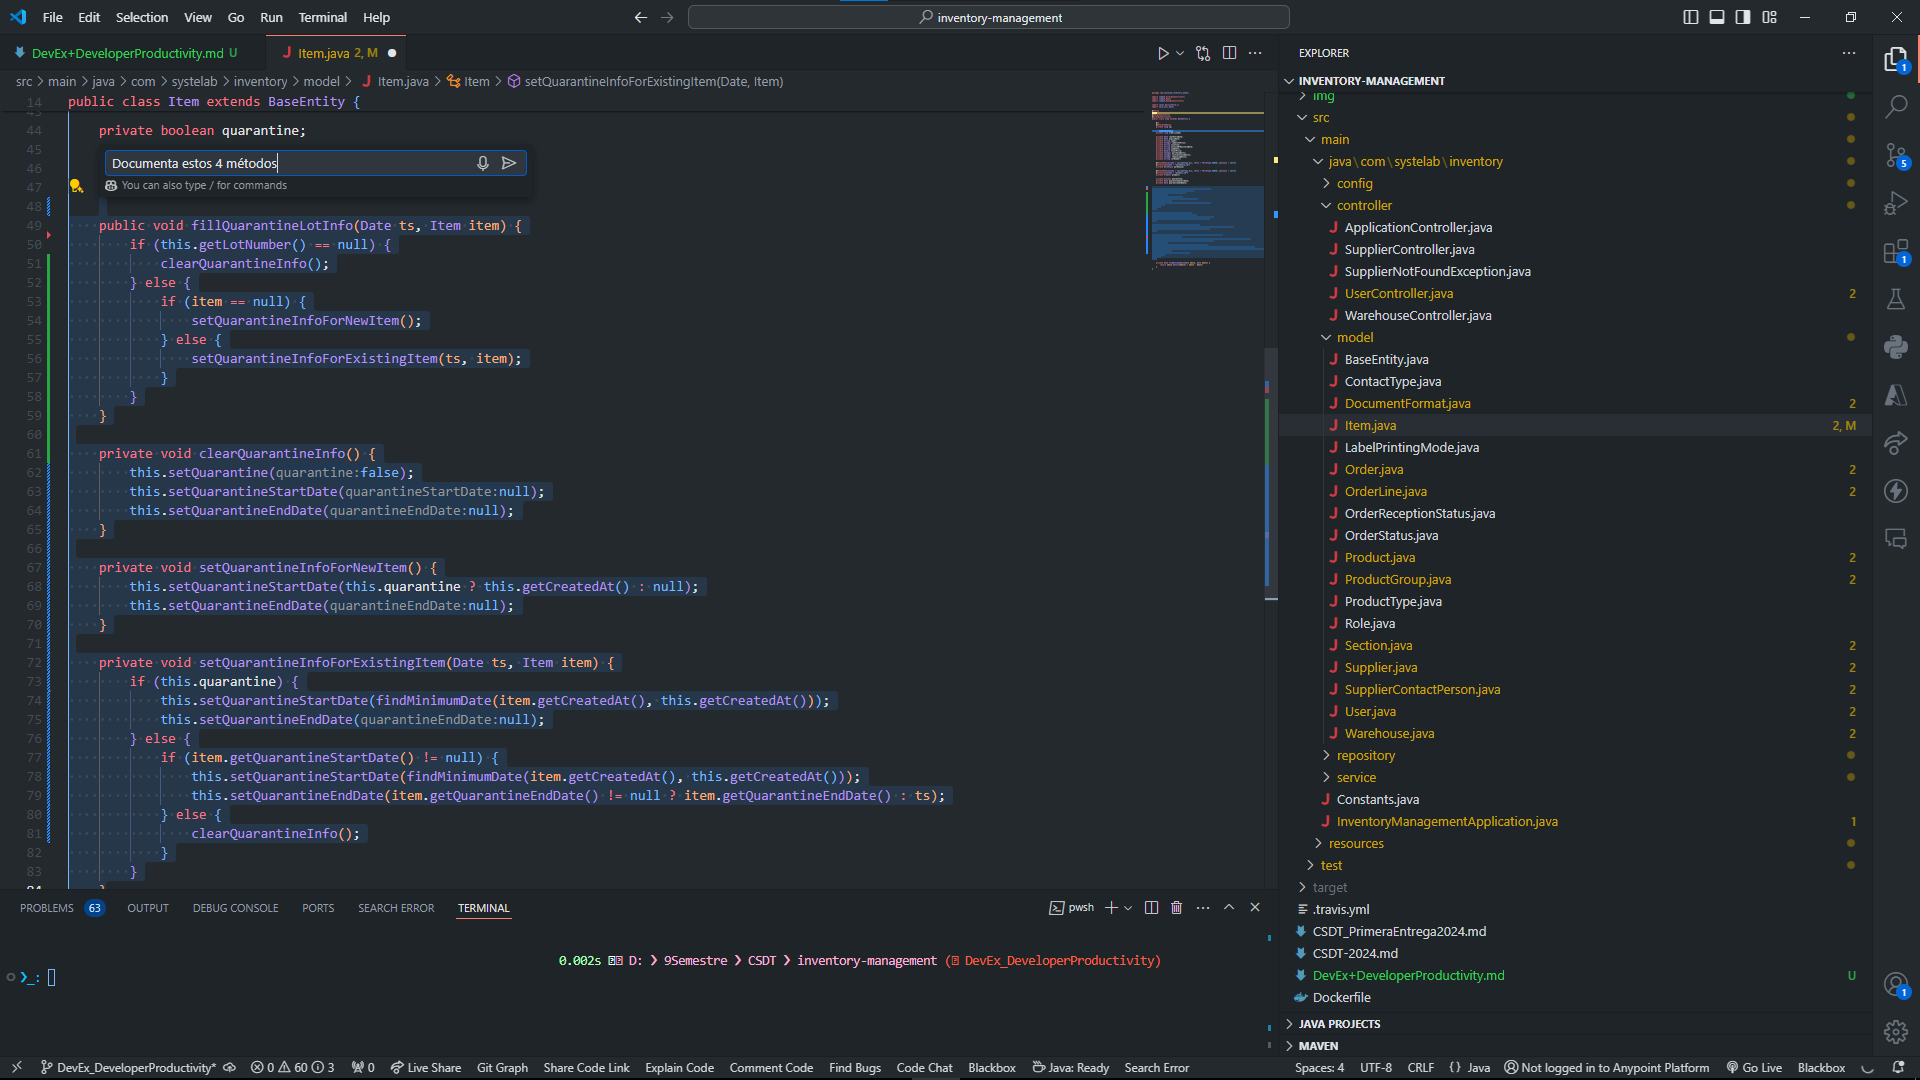 File Edit Selection View Go Run Terminal Help
inventory-management
DevEx+DeveloperProductivity.md U
Item.java 2, M
src > main > java > com > systelab > inventory > model > Item.java > Item > setQuarantineInfoForExistingItem(Date, Item)
14 public class Item extends BaseEntity {
44 private boolean quarantine;
45
Documenta estos 4 métodos
46
You can also type / for commands
47
48
49 public void fillQuarantineLotInfo(Date ts, Item item) {
50 if (this.getLotNumber() == null) {
51 clearQuarantineInfo();
52 } else {
53 if (item == null) {
54 setQuarantineInfoForNewItem();
55 } else {
56 setQuarantineInfoForExistingItem(ts, item);
57 }
58 }
59 }
60
61 private void clearQuarantineInfo() {
62 this.setQuarantine(quarantine:false);
63 this.setQuarantineStartDate(quarantineStartDate:null);
64 this.setQuarantineEndDate(quarantineEndDate:null);
65 }
66
67 private void setQuarantineInfoForNewItem() {
68 this.setQuarantineStartDate(this.quarantine ? this.getCreatedAt() : null);
69 this.setQuarantineEndDate(quarantineEndDate:null);
70 }
71
72 private void setQuarantineInfoForExistingItem(Date ts, Item item) {
73 if (this.quarantine) {
74 this.setQuarantineStartDate(findMinimumDate(item.getCreatedAt(), this.getCreatedAt()));
75 this.setQuarantineEndDate(quarantineEndDate:null);
76 } else {
77 if (item.getQuarantineStartDate() != null) {
78 this.setQuarantineStartDate(findMinimumDate(item.getCreatedAt(), this.getCreatedAt()));
79 this.setQuarantineEndDate(item.getQuarantineEndDate() != null ? item.getQuarantineEndDate() : ts);
80 } else {
81 clearQuarantineInfo();
82 }
83 }
PROBLEMS 63 OUTPUT DEBUG CONSOLE PORTS SEARCH ERROR TERMINAL
pwsh
0.002s D: > 9Semestre > CSDT > inventory-management ( DevEx_DeveloperProductivity)
>_:
EXPLORER
INVENTORY-MANAGEMENT
img
src
main
java\com\systelab\inventory
config
controller
ApplicationController.java
SupplierController.java
SupplierNotFoundException.java
UserController.java 2
WarehouseController.java
model
BaseEntity.java
ContactType.java
DocumentFormat.java 2
Item.java 2, M
LabelPrintingMode.java
Order.java 2
OrderLine.java 2
OrderReceptionStatus.java
OrderStatus.java
Product.java 2
ProductGroup.java 2
ProductType.java
Role.java
Section.java 2
Supplier.java 2
SupplierContactPerson.java 2
User.java 2
Warehouse.java 2
repository
service
Constants.java
InventoryManagementApplication.java 1
resources
test
target
.travis.yml
CSDT_PrimeraEntrega2024.md
CSDT-2024.md
DevEx+DeveloperProductivity.md U
Dockerfile
JAVA PROJECTS
MAVEN
1
5
1
1
DevEx_DeveloperProductivity* 0 60 3 0 Live Share Git Graph Share Code Link Explain Code Comment Code Find Bugs Code Chat Blackbox Java: Ready Search Error Spaces: 4 UTF-8 CRLF {} Java Not logged in to Anypoint Platform Go Live Blackbox